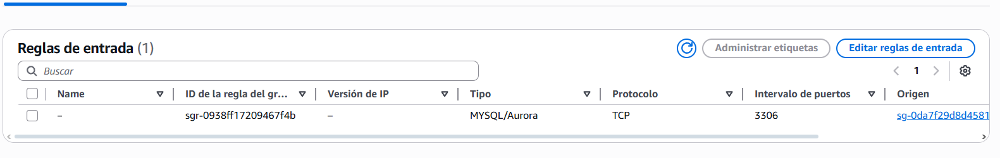 Reglas de entrada (1)
Administrar etiquetas
Editar reglas de entrada
Buscar
1
Name ID de la regla del gr... Versión de IP Tipo Protocolo Intervalo de puertos Origen
– sgr-0938ff17209467f4b – MYSQL/Aurora TCP 3306 sg-0da7f29d8d4581